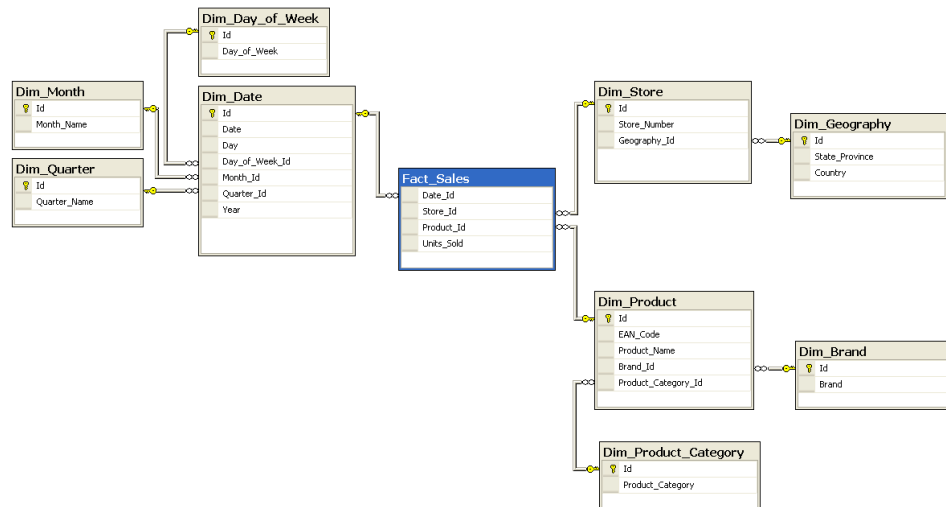 Dim_Day_of_Week
Id
Day_of_Week
Dim_Month
Id
Month_Name
Dim_Quarter
Id
Quarter_Name
Dim_Date
Id
Date
Day
Day_of_Week_Id
Month_Id
Quarter_Id
Year
Fact_Sales
Date_Id
Store_Id
Product_Id
Units_Sold
Dim_Store
Id
Store_Number
Geography_Id
Dim_Geography
Id
State_Province
Country
Dim_Product
Id
EAN_Code
Product_Name
Brand_Id
Product_Category_Id
Dim_Brand
Id
Brand
Dim_Product_Category
Id
Product_Category